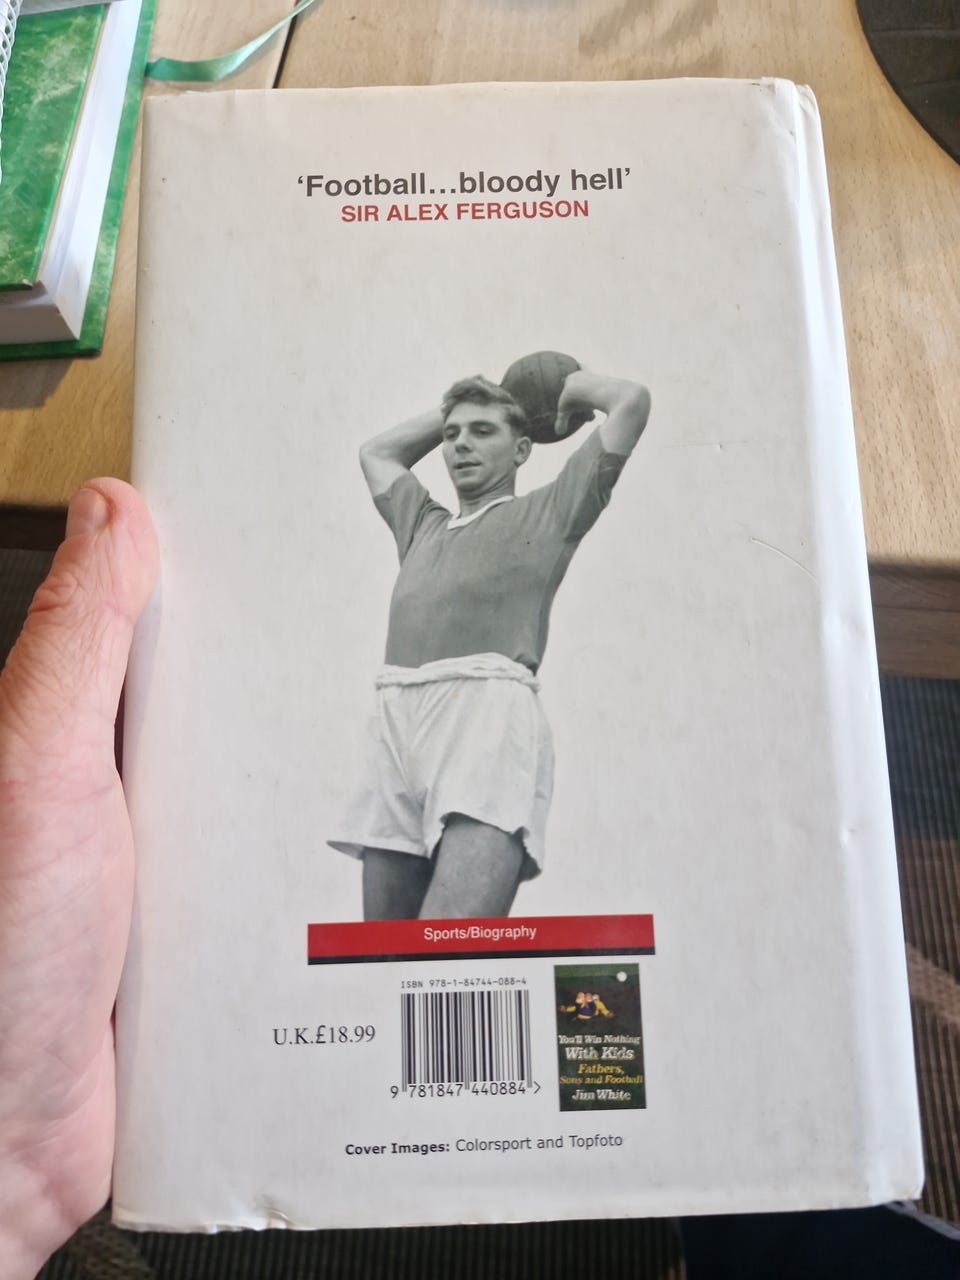 ‘Football...bloody hell’
SIR ALEX FERGUSON
Sports/Biography
ISBN 978-1-84744-088-4
U.K.£18.99
9 781847 440884 >
You'll Win Nothing
With Kids
Fathers,
Sons and Football
Jim White
Cover Images: Colorsport and Topfoto